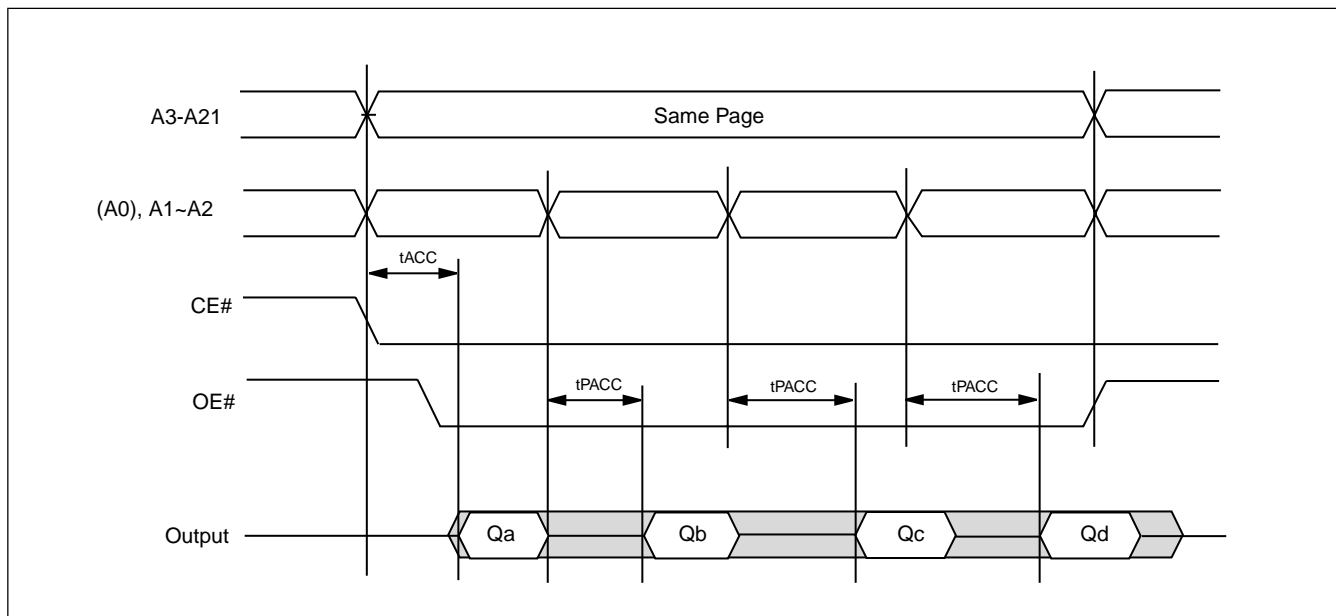 A3-A21
Same Page
(A0), A1~A2
tACC
CE#
tPACC tPACC tPACC
OE#
Output
Qa Qb Qc Qd